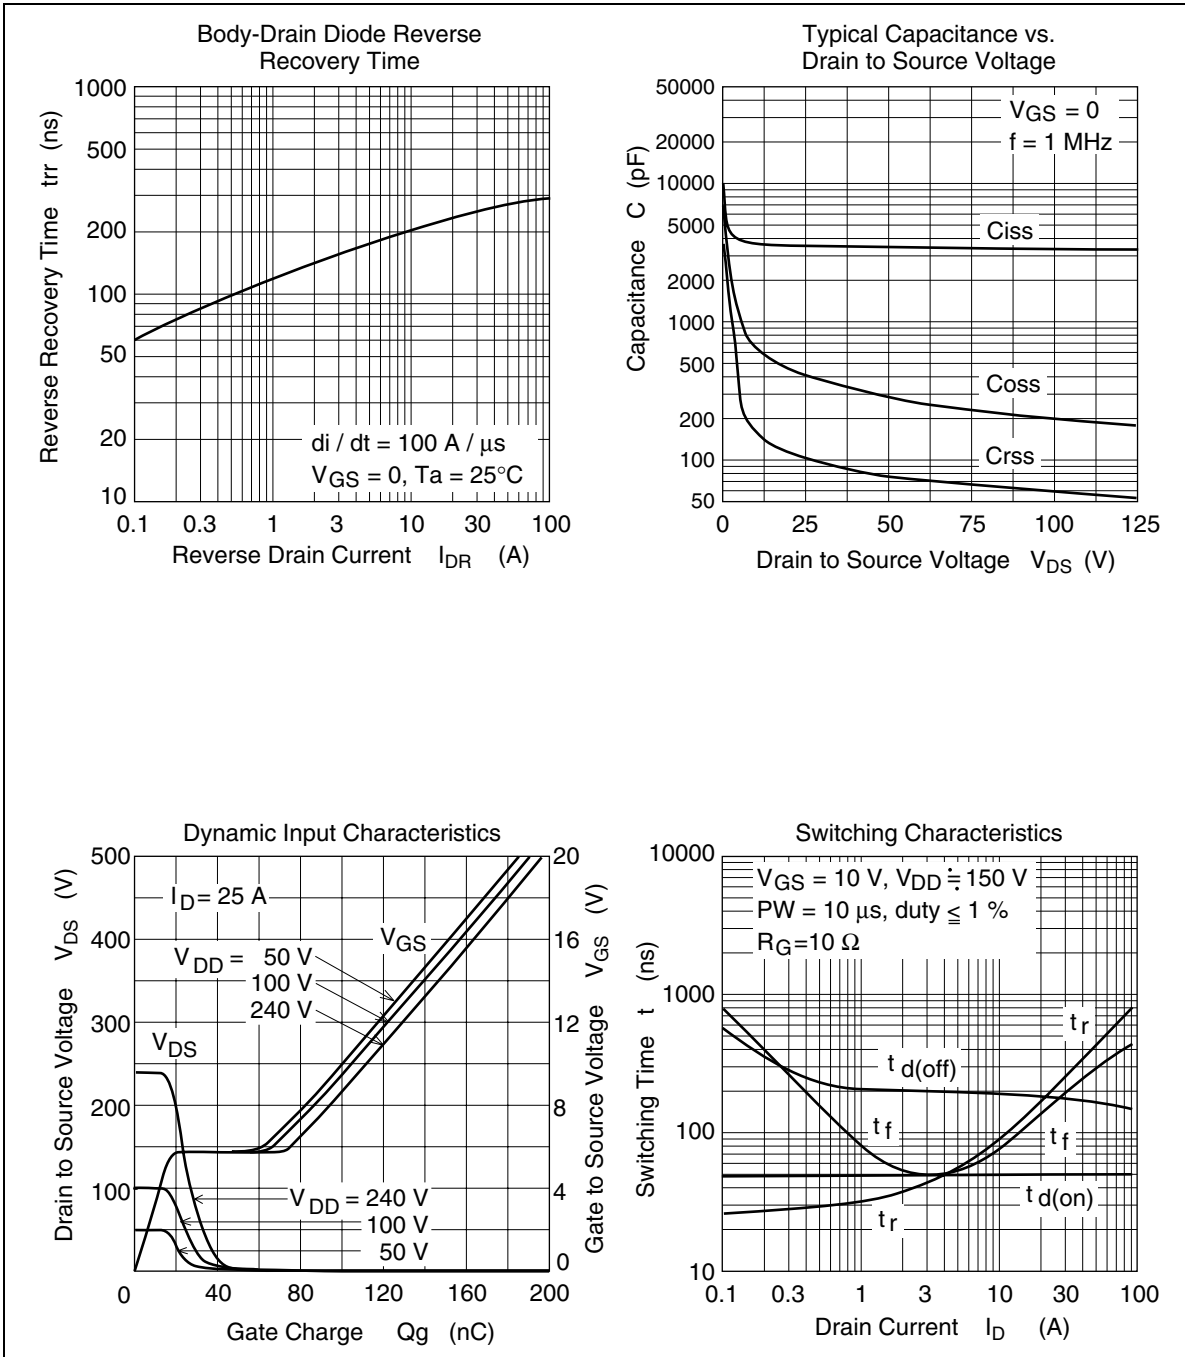 Body-Drain Diode Reverse
Recovery Time
Reverse Recovery Time trr (ns)
1000
500
200
100
50
20
10
di / dt = 100 A / µs
VGS = 0, Ta = 25°C
0.1 0.3 1 3 10 30 100
Reverse Drain Current IDR (A)
Typical Capacitance vs.
Drain to Source Voltage
Capacitance C (pF)
50000
20000
10000
5000
2000
1000
500
200
100
50
VGS = 0
f = 1 MHz
Ciss
Coss
Crss
0 25 50 75 100 125
Drain to Source Voltage VDS (V)
Dynamic Input Characteristics
Drain to Source Voltage VDS (V)
500
400
300
200
100
0
ID = 25 A
VGS
VDD = 50 V
100 V
240 V
VDS
VDD = 240 V
100 V
50 V
20
16
12
8
4
0
Gate to Source Voltage VGS (V)
40 80 120 160 200
Gate Charge Qg (nC)
Switching Characteristics
Switching Time t (ns)
10000
1000
100
10
VGS = 10 V, VDD ≒ 150 V
PW = 10 µs, duty ≦ 1 %
RG=10 Ω
tr
td(off)
tf
tf
td(on)
tr
0.1 0.3 1 3 10 30 100
Drain Current ID (A)